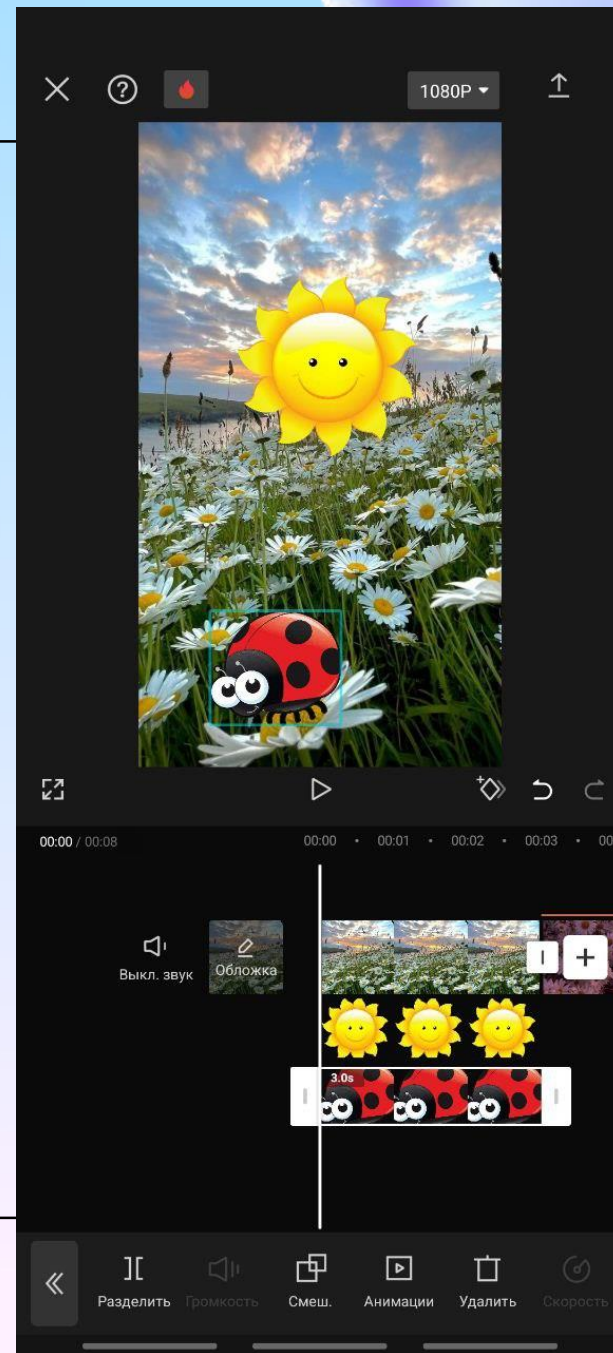 1080P
00:00 / 00:08
00:00 00:01 00:02 00:03 00
Выкл. звук
Обложка
3.0s
Разделить Громкость Смеш. Анимации Удалить Скорость